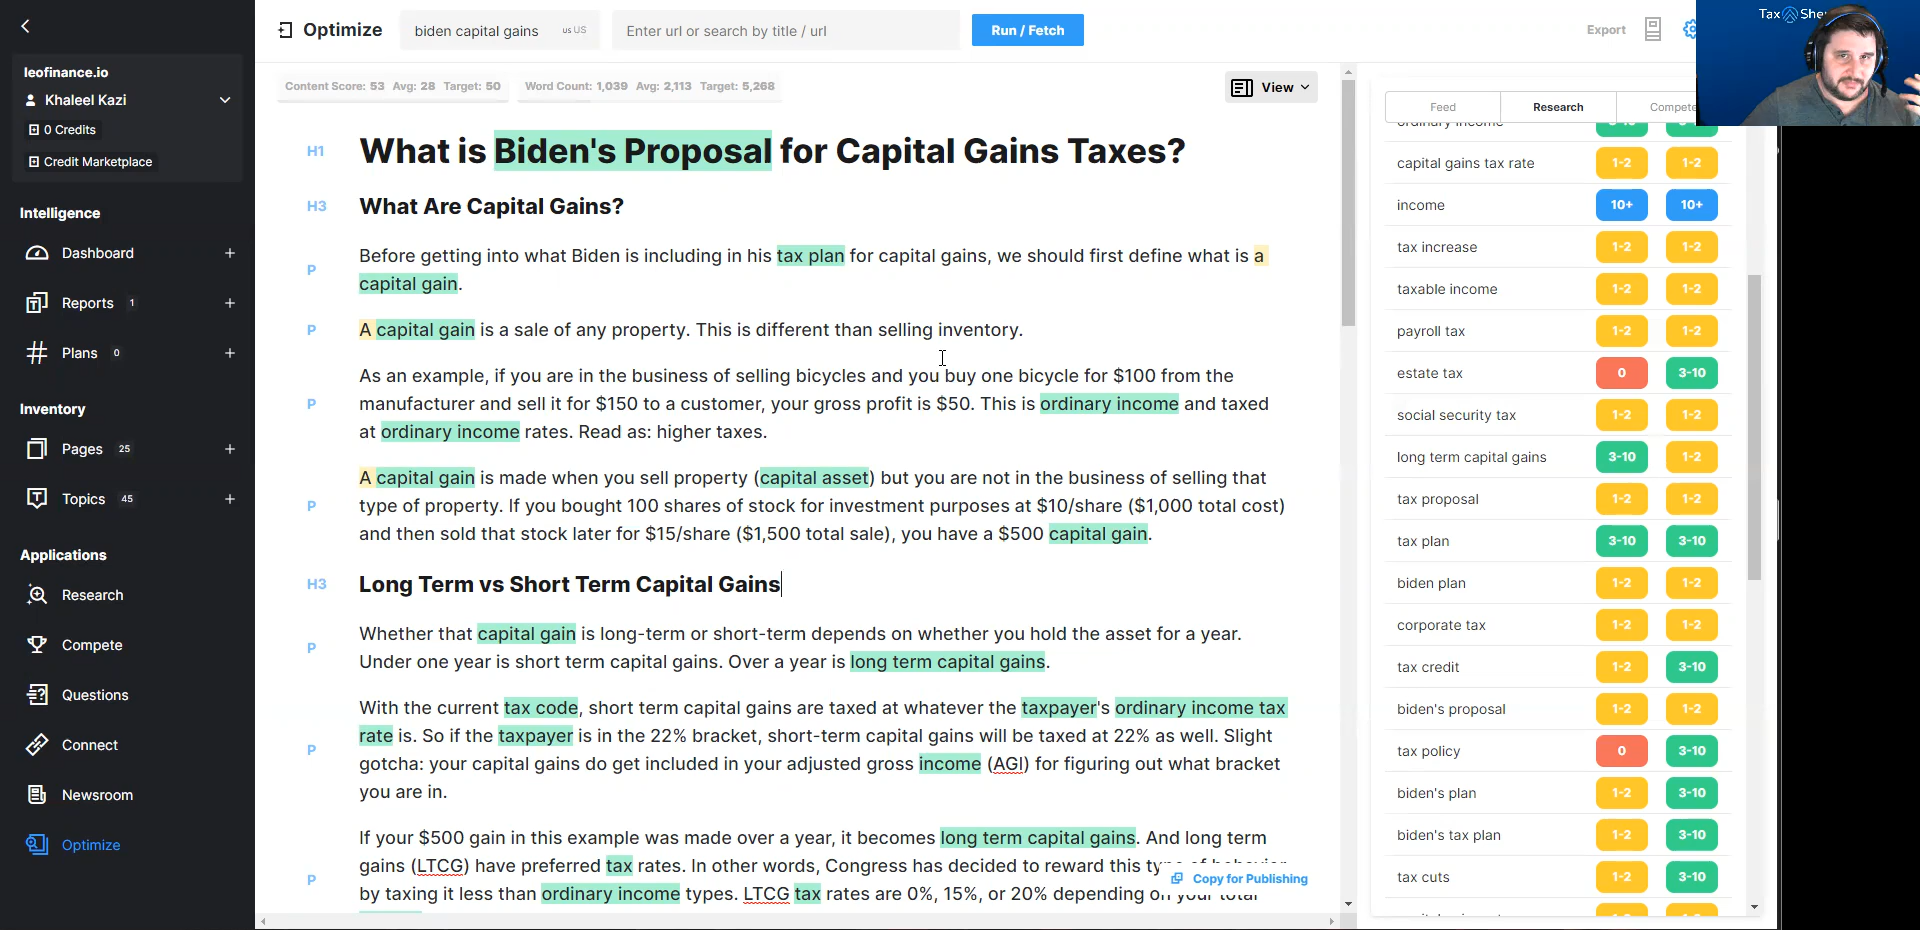 leofinance.io
Khaleel Kazi
0 Credits
Credit Marketplace
Intelligence
Dashboard +
Reports 1 +
Plans 0 +
Inventory
Pages 25 +
Topics 45 +
Applications
Research
Compete
Questions
Connect
Newsroom
Optimize
Optimize biden capital gains us US Enter url or search by title / url Run / Fetch Export
Tax She
Content Score: 53 Avg: 28 Target: 50 Word Count: 1,039 Avg: 2,113 Target: 5,268 View
H1 What is Biden's Proposal for Capital Gains Taxes?
H3 What Are Capital Gains?
P
Before getting into what Biden is including in his tax plan for capital gains, we should first define what is a
capital gain.
P A capital gain is a sale of any property. This is different than selling inventory.
P
As an example, if you are in the business of selling bicycles and you buy one bicycle for $100 from the
manufacturer and sell it for $150 to a customer, your gross profit is $50. This is ordinary income and taxed
at ordinary income rates. Read as: higher taxes.
P
A capital gain is made when you sell property (capital asset) but you are not in the business of selling that
type of property. If you bought 100 shares of stock for investment purposes at $10/share ($1,000 total cost)
and then sold that stock later for $15/share ($1,500 total sale), you have a $500 capital gain.
H3 Long Term vs Short Term Capital Gains
P
Whether that capital gain is long-term or short-term depends on whether you hold the asset for a year.
Under one year is short term capital gains. Over a year is long term capital gains.
P
With the current tax code, short term capital gains are taxed at whatever the taxpayer's ordinary income tax
rate is. So if the taxpayer is in the 22% bracket, short-term capital gains will be taxed at 22% as well. Slight
gotcha: your capital gains do get included in your adjusted gross income (AGI) for figuring out what bracket
you are in.
P
If your $500 gain in this example was made over a year, it becomes long term capital gains. And long term
gains (LTCG) have preferred tax rates. In other words, Congress has decided to reward this type of behavior
by taxing it less than ordinary income types. LTCG tax rates are 0%, 15%, or 20% depending on your total
Copy for Publishing
Feed Research Compete
ordinary income 3-10 3-10
capital gains tax rate 1-2 1-2
income 10+ 10+
tax increase 1-2 1-2
taxable income 1-2 1-2
payroll tax 1-2 1-2
estate tax 0 3-10
social security tax 1-2 1-2
long term capital gains 3-10 1-2
tax proposal 1-2 1-2
tax plan 3-10 3-10
biden plan 1-2 1-2
corporate tax 1-2 1-2
tax credit 1-2 3-10
biden's proposal 1-2 1-2
tax policy 0 3-10
biden's plan 1-2 3-10
biden's tax plan 1-2 3-10
tax cuts 1-2 3-10